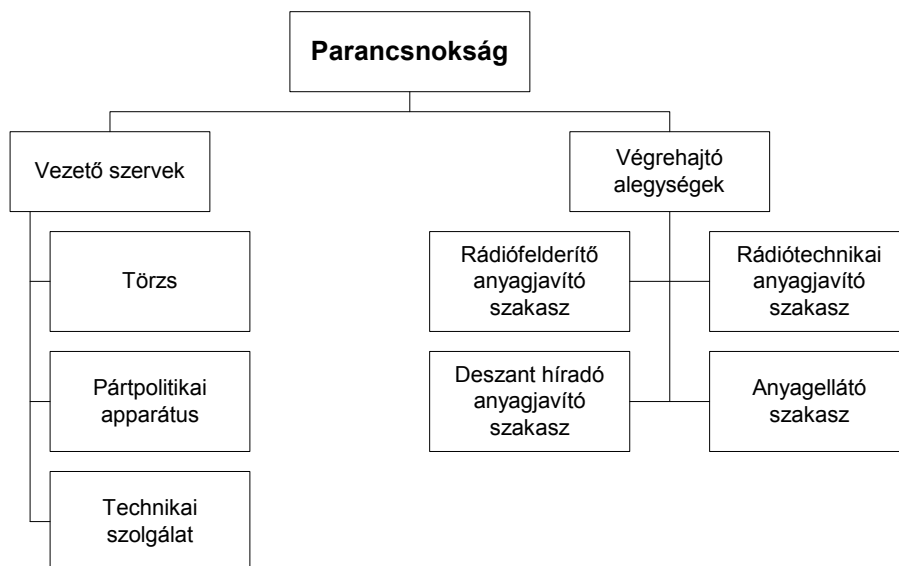 Parancsnokság
Vezető szervek
Végrehajtó
alegységek
Törzs
Pártpolitikai
apparátus
Technikai
szolgálat
Rádiófelderítő
anyagjavító
szakasz
Rádiótechnikai
anyagjavító
szakasz
Deszant híradó
anyagjavító
szakasz
Anyagellátó
szakasz